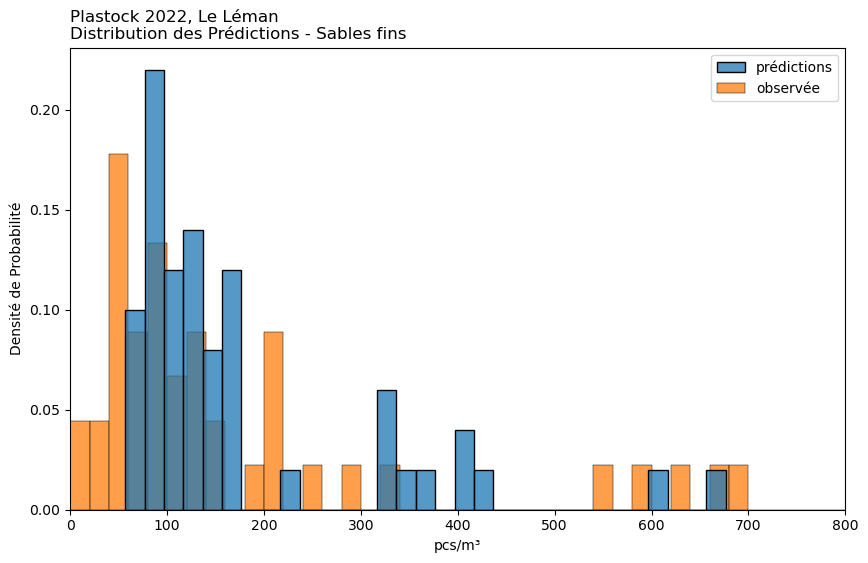 Plastock 2022, Le Léman
Distribution des Prédictions - Sables fins
prédictions
observée
Densité de Probabilité
0.20
0.15
0.10
0.05
0.00
0 100 200 300 400 500 600 700 800
pcs/m³